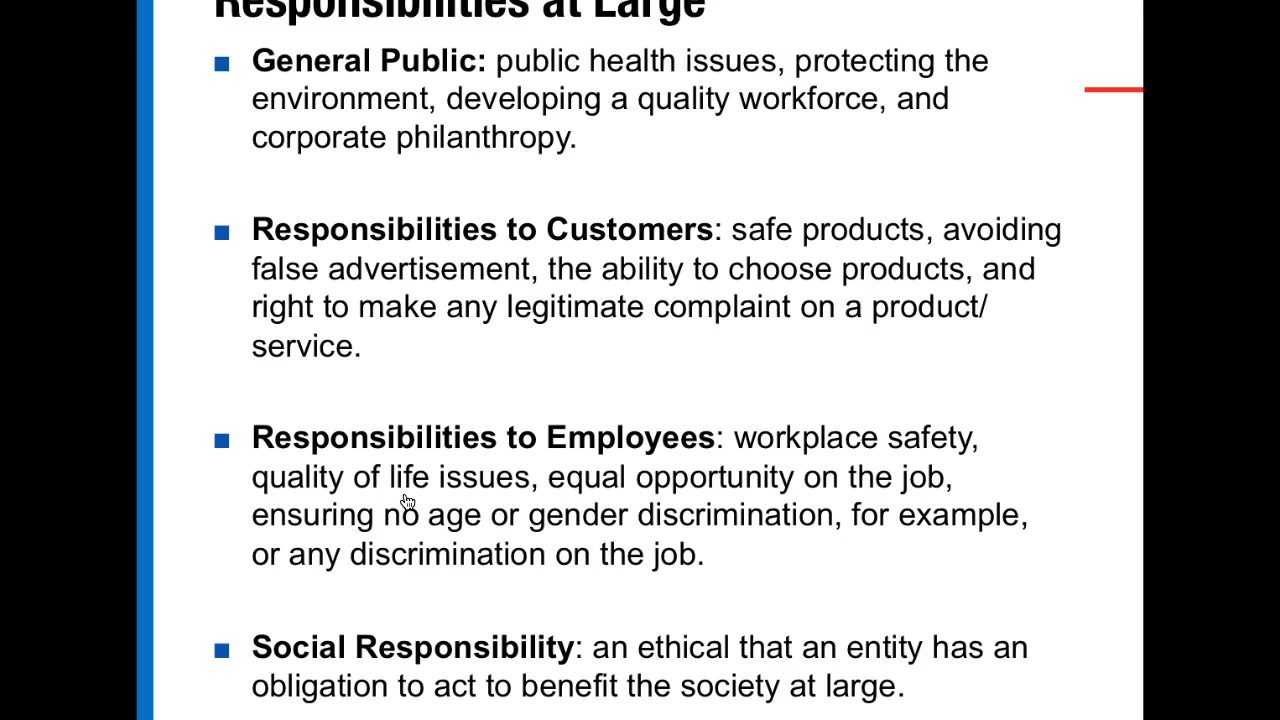 Responsibilities at Large
General Public: public health issues, protecting the
environment, developing a quality workforce, and
corporate philanthropy.
Responsibilities to Customers: safe products, avoiding
false advertisement, the ability to choose products, and
right to make any legitimate complaint on a product/
service.
Responsibilities to Employees: workplace safety,
quality of life issues, equal opportunity on the job,
ensuring no age or gender discrimination, for example,
or any discrimination on the job.
Social Responsibility: an ethical that an entity has an
obligation to act to benefit the society at large.